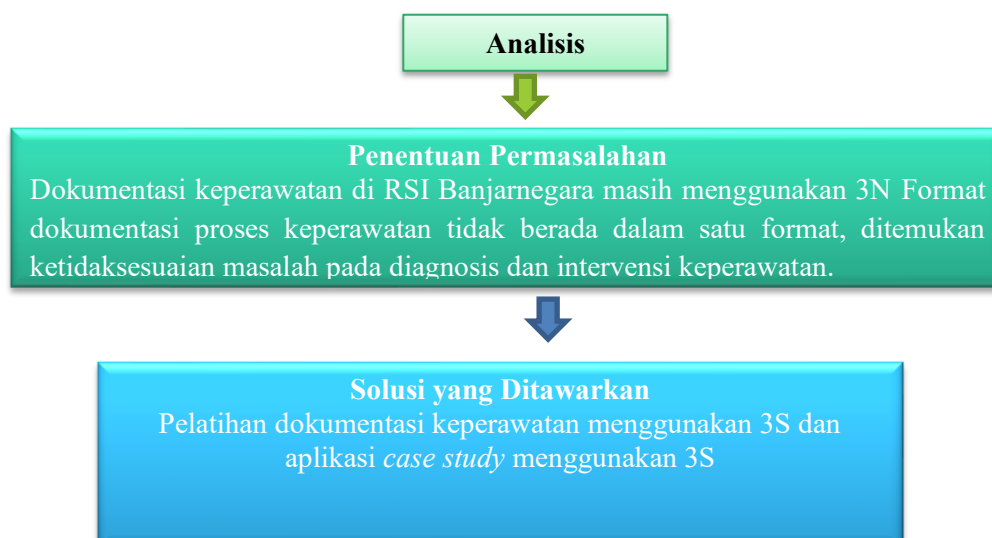 Analisis
Penentuan Permasalahan
Dokumentasi keperawatan di RSI Banjarnegara masih menggunakan 3N Format
dokumentasi proses keperawatan tidak berada dalam satu format, ditemukan
ketidaksesuaian masalah pada diagnosis dan intervensi keperawatan.
Solusi yang Ditawarkan
Pelatihan dokumentasi keperawatan menggunakan 3S dan
aplikasi case study menggunakan 3S